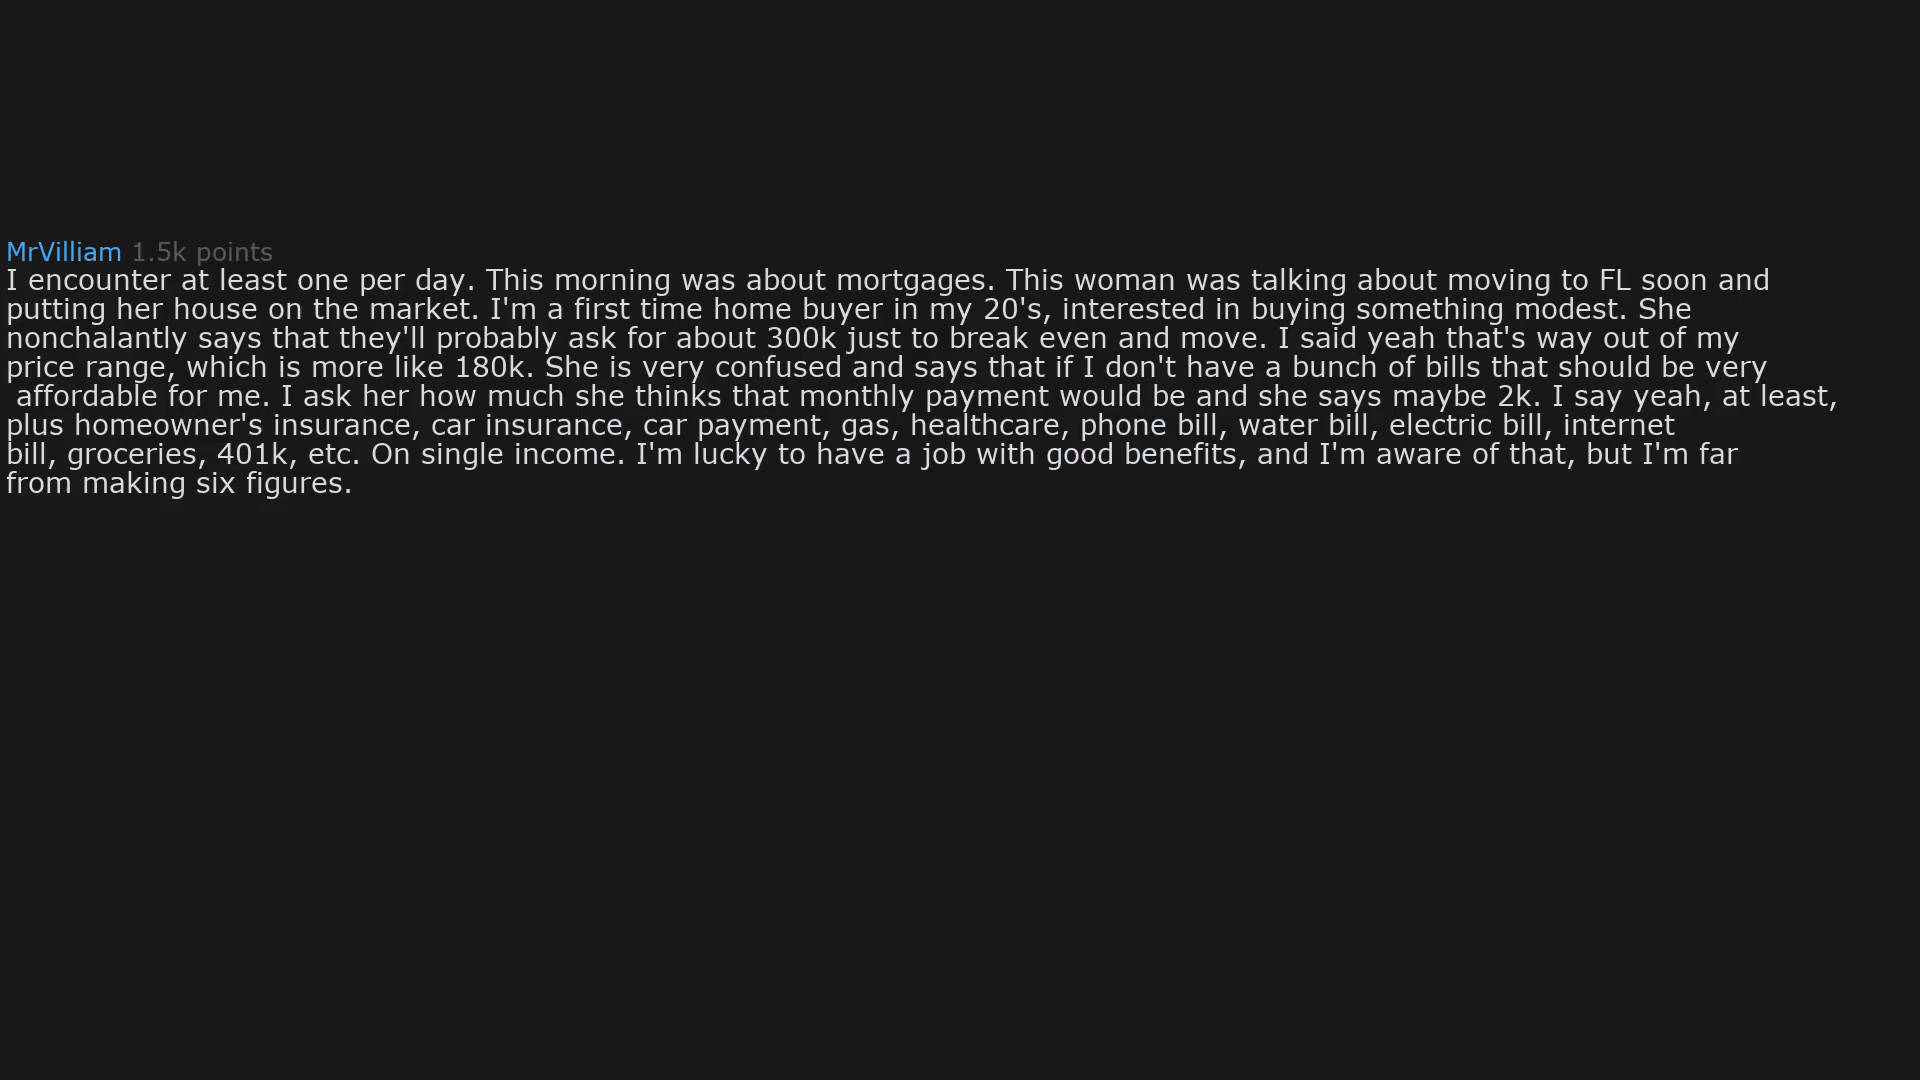 MrVilliam 1.5k points
I encounter at least one per day. This morning was about mortgages. This woman was talking about moving to FL soon and
putting her house on the market. I'm a first time home buyer in my 20's, interested in buying something modest. She
nonchalantly says that they'll probably ask for about 300k just to break even and move. I said yeah that's way out of my
price range, which is more like 180k. She is very confused and says that if I don't have a bunch of bills that should be very
affordable for me. I ask her how much she thinks that monthly payment would be and she says maybe 2k. I say yeah, at least,
plus homeowner's insurance, car insurance, car payment, gas, healthcare, phone bill, water bill, electric bill, internet
bill, groceries, 401k, etc. On single income. I'm lucky to have a job with good benefits, and I'm aware of that, but I'm far
from making six figures.